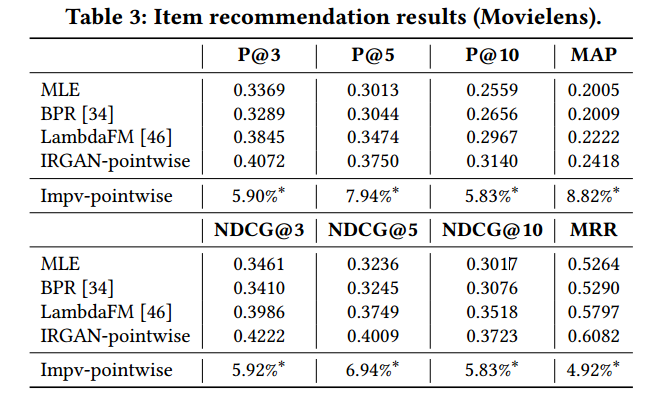 Table 3: Item recommendation results (Movielens).
P@3 P@5 P@10 MAP
MLE 0.3369 0.3013 0.2559 0.2005
BPR [34] 0.3289 0.3044 0.2656 0.2009
LambdaFM [46] 0.3845 0.3474 0.2967 0.2222
IRGAN-pointwise 0.4072 0.3750 0.3140 0.2418
Impv-pointwise 5.90%* 7.94%* 5.83%* 8.82%*
NDCG@3 NDCG@5 NDCG@10 MRR
MLE 0.3461 0.3236 0.3017 0.5264
BPR [34] 0.3410 0.3245 0.3076 0.5290
LambdaFM [46] 0.3986 0.3749 0.3518 0.5797
IRGAN-pointwise 0.4222 0.4009 0.3723 0.6082
Impv-pointwise 5.92%* 6.94%* 5.83%* 4.92%*